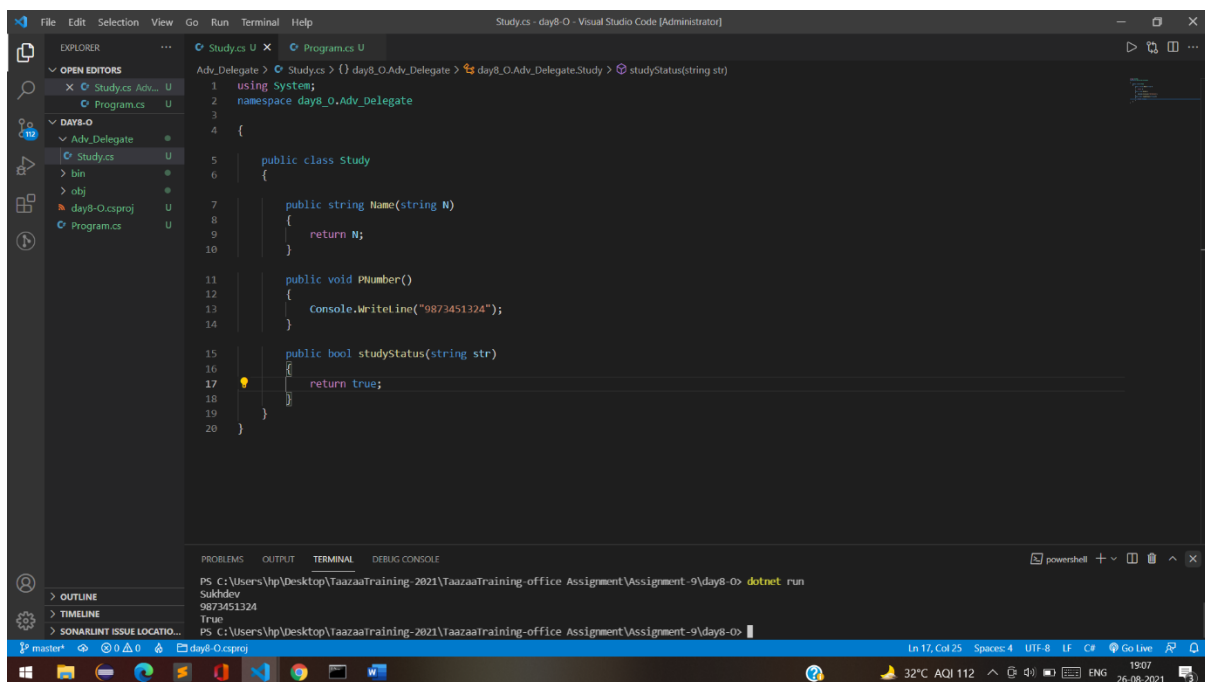 File Edit Selection View Go Run Terminal Help Study.cs - day8-O - Visual Studio Code [Administrator]
EXPLORER
Study.cs U
Program.cs U
OPEN EDITORS
Study.cs Adv... U
Program.cs U
DAY8-O
Adv_Delegate
Study.cs U
bin
obj
day8-O.csproj U
Program.cs U
112
Adv_Delegate > Study.cs > {} day8_O.Adv_Delegate > day8_O.Adv_Delegate.Study > studyStatus(string str)
1 using System;
2 namespace day8_O.Adv_Delegate
3
4 {
5 public class Study
6 {
7 public string Name(string N)
8 {
9 return N;
10 }
11 public void PNumber()
12 {
13 Console.WriteLine("9873451324");
14 }
15 public bool studyStatus(string str)
16 {
17 return true;
18 }
19 }
20 }
PROBLEMS OUTPUT TERMINAL DEBUG CONSOLE
powershell
PS C:\Users\hp\Desktop\TaazaaTraining-2021\TaazaaTraining-office Assignment\Assignment-9\day8-O> dotnet run
Sukhdev
9873451324
True
PS C:\Users\hp\Desktop\TaazaaTraining-2021\TaazaaTraining-office Assignment\Assignment-9\day8-O>
OUTLINE
TIMELINE
SONARLINT ISSUE LOCATIO...
master* 0 0 day8-O.csproj
Ln 17, Col 25 Spaces: 4 UTF-8 LF C# Go Live
32°C AQI 112 ENG
19:07
26-08-2021
3